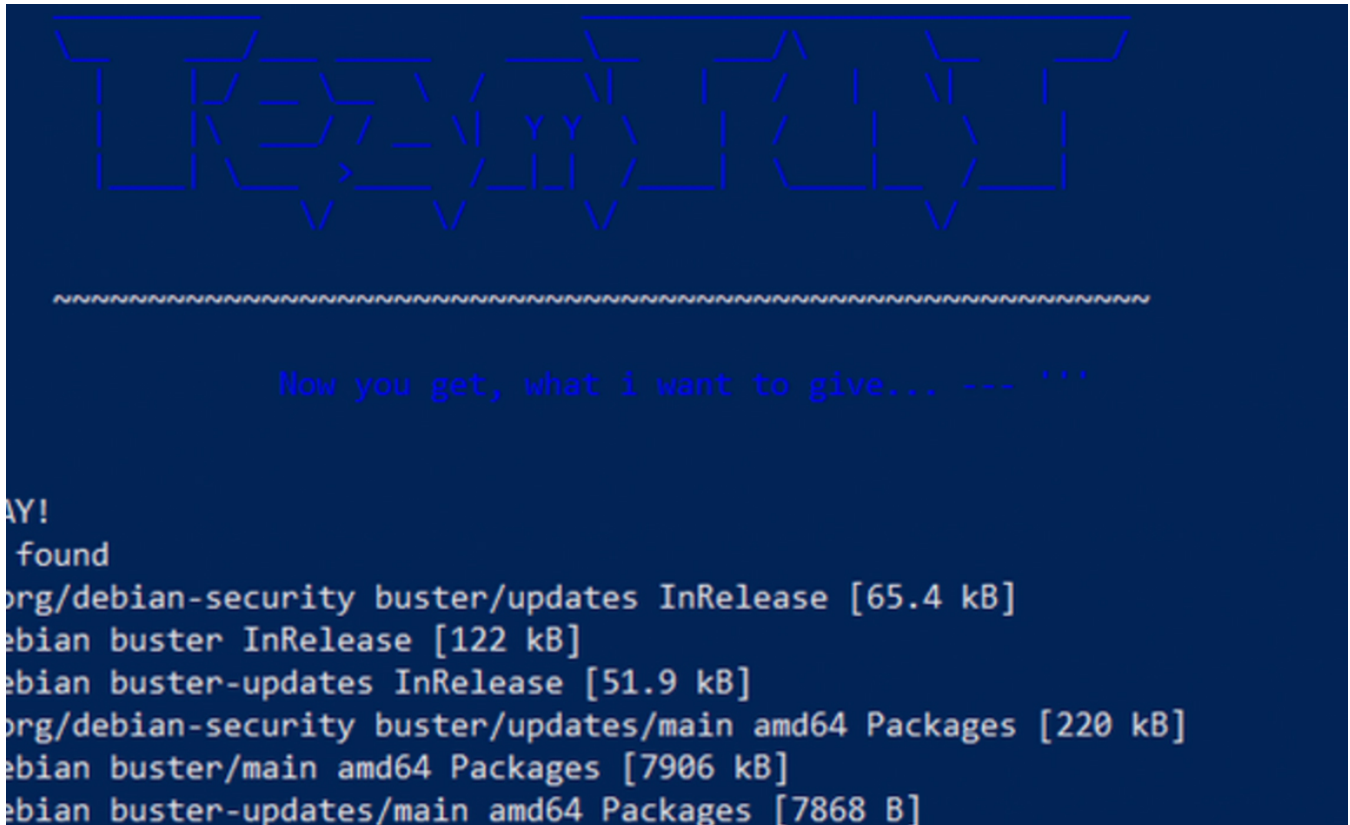 TeamTNT
~~~~~~~~~~~~~~~~~~~~~~~~~~~~~~~~~~~~~~~~~~~~~~~~~~~~~~~~~~
Now you get, what i want to give... --- '''
AY!
found
org/debian-security buster/updates InRelease [65.4 kB]
ebian buster InRelease [122 kB]
ebian buster-updates InRelease [51.9 kB]
org/debian-security buster/updates/main amd64 Packages [220 kB]
ebian buster/main amd64 Packages [7906 kB]
ebian buster-updates/main amd64 Packages [7868 B]